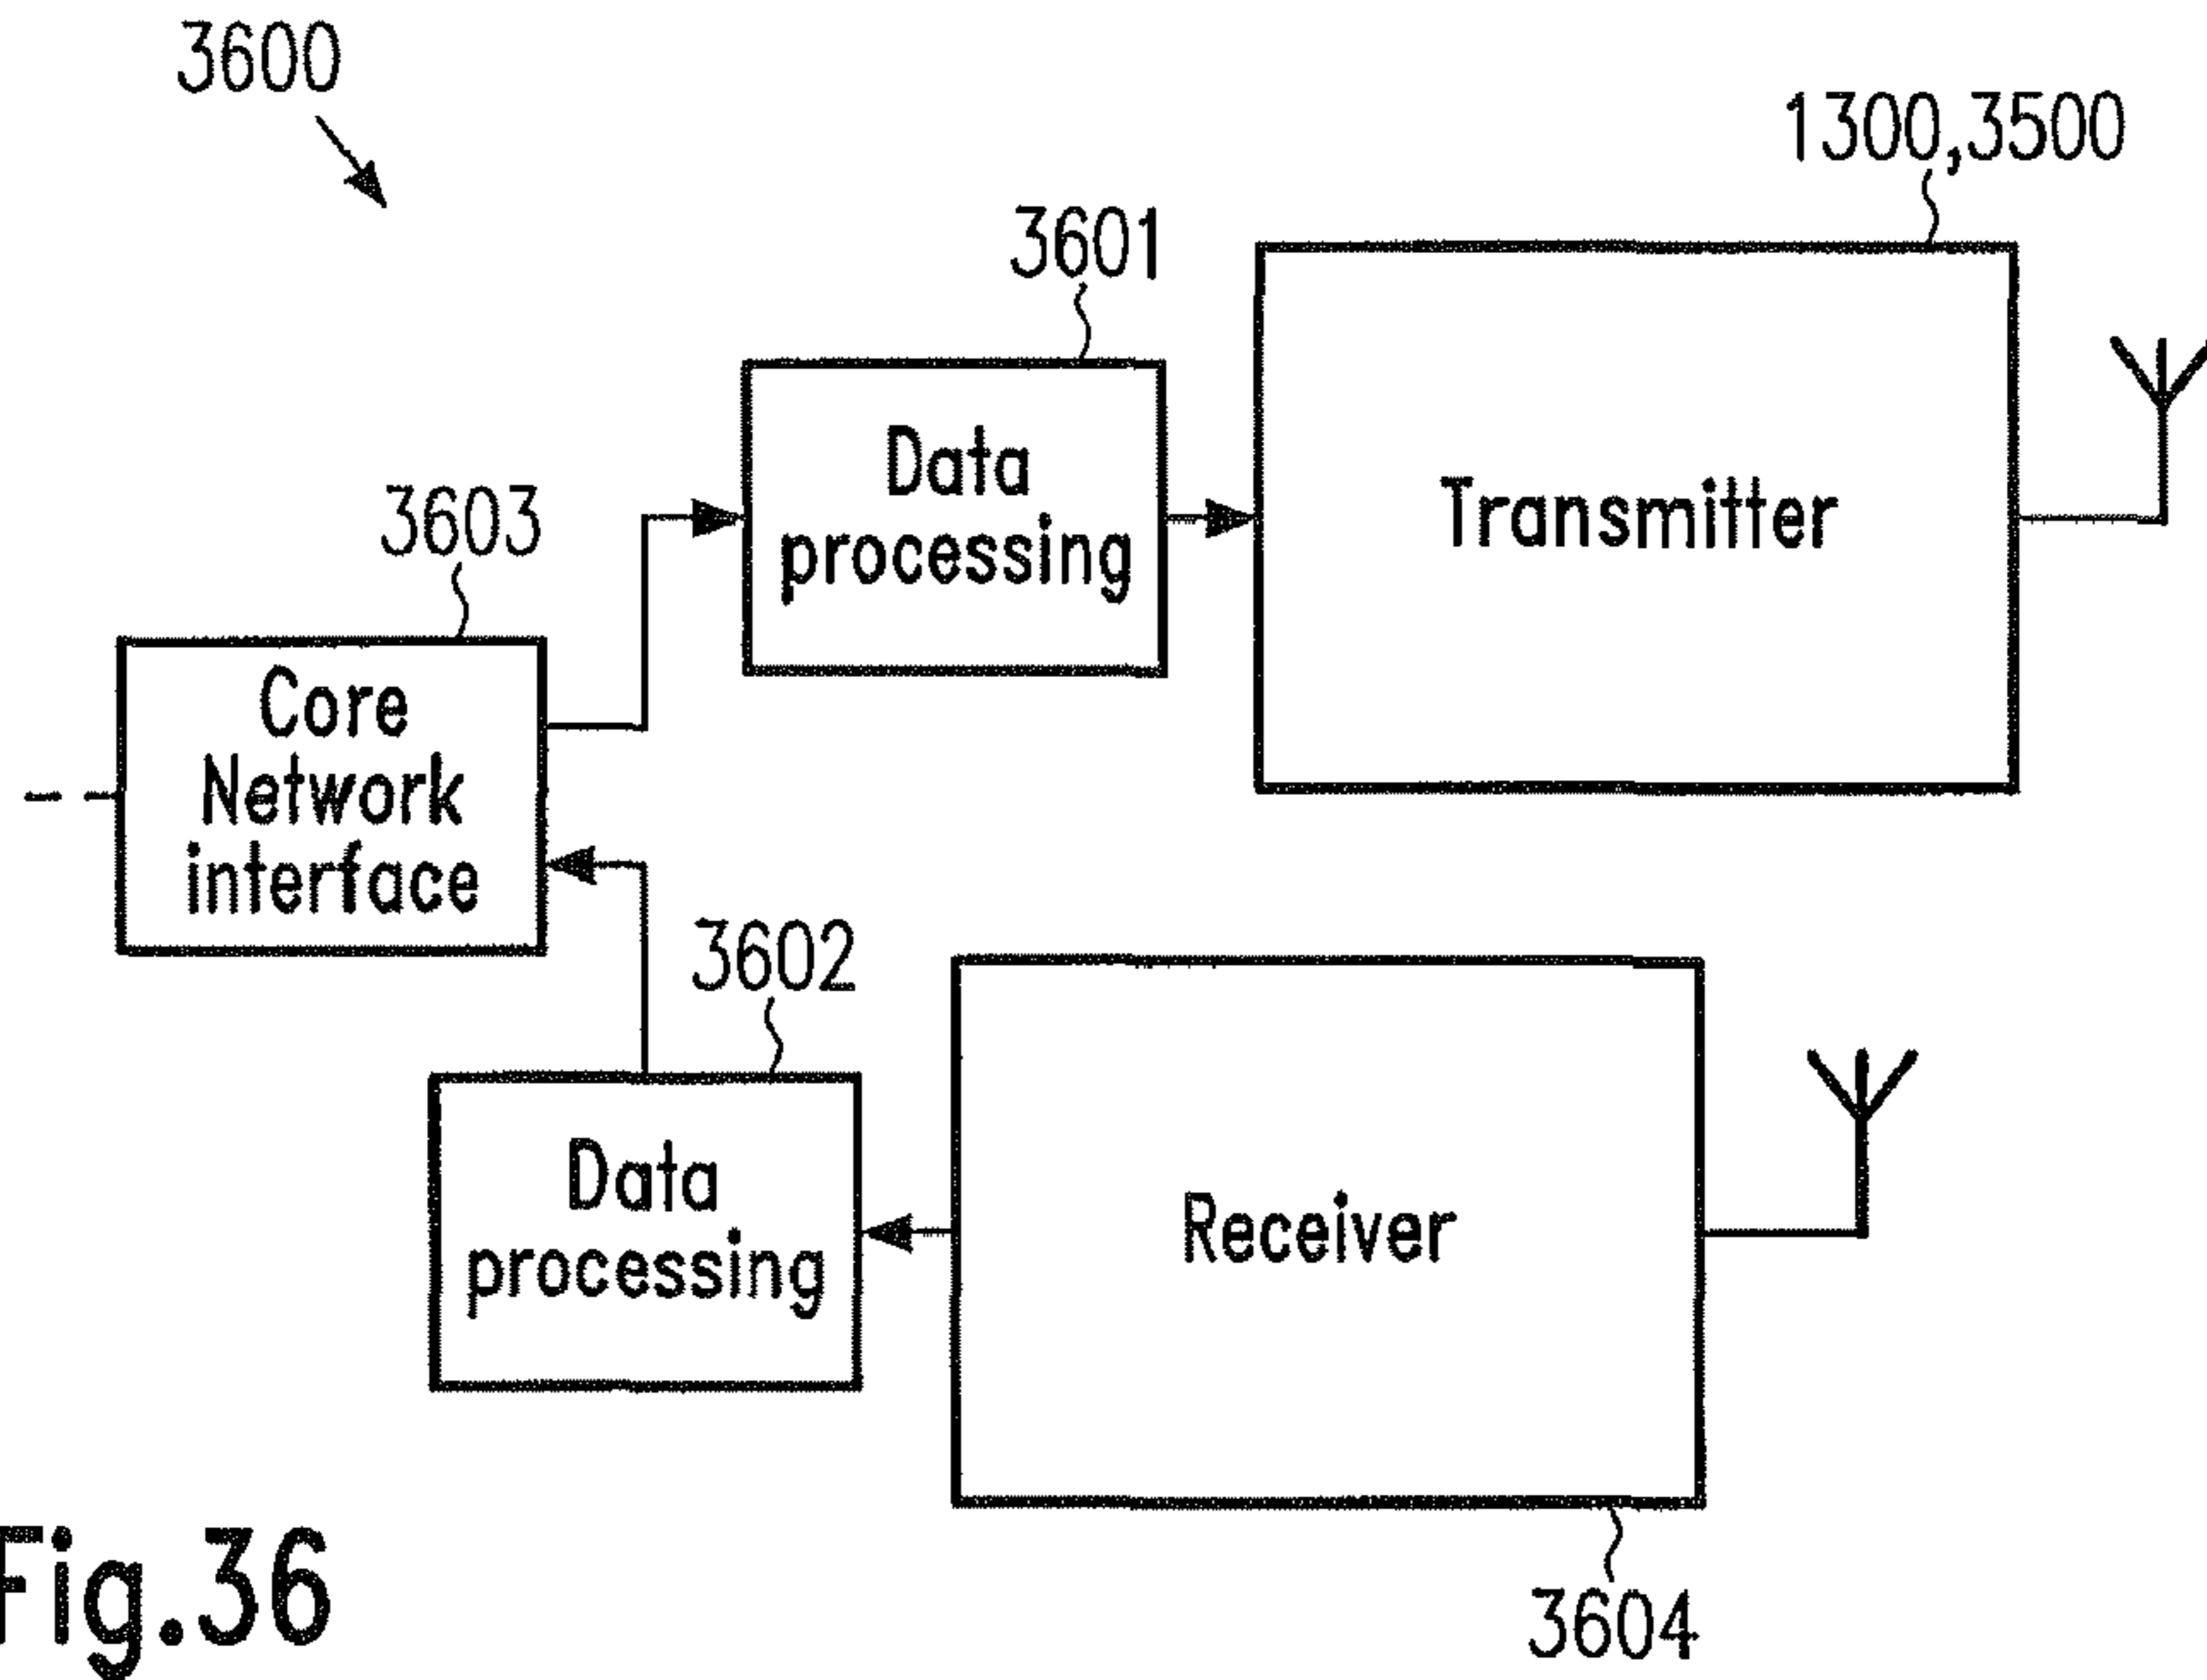 3600
1300,3500
3601
Data
processing
Transmitter
3603
Core
Network
interface
3602
Data
processing
Receiver
3604
Fig.36